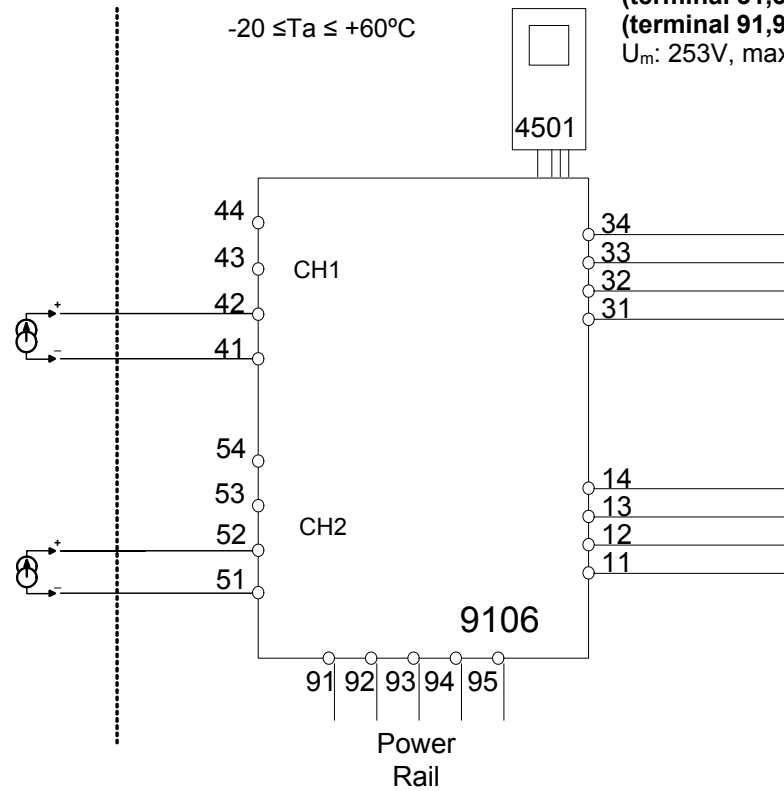 -20 ≤Ta ≤ +60ºC
(terminal 91,9
Um: 253V, max
4501
44
43
42
41
CH1
+
–
34
33
32
31
54
53
52
51
CH2
+
–
14
13
12
11
9106
91 92 93 94 95
Power
Rail